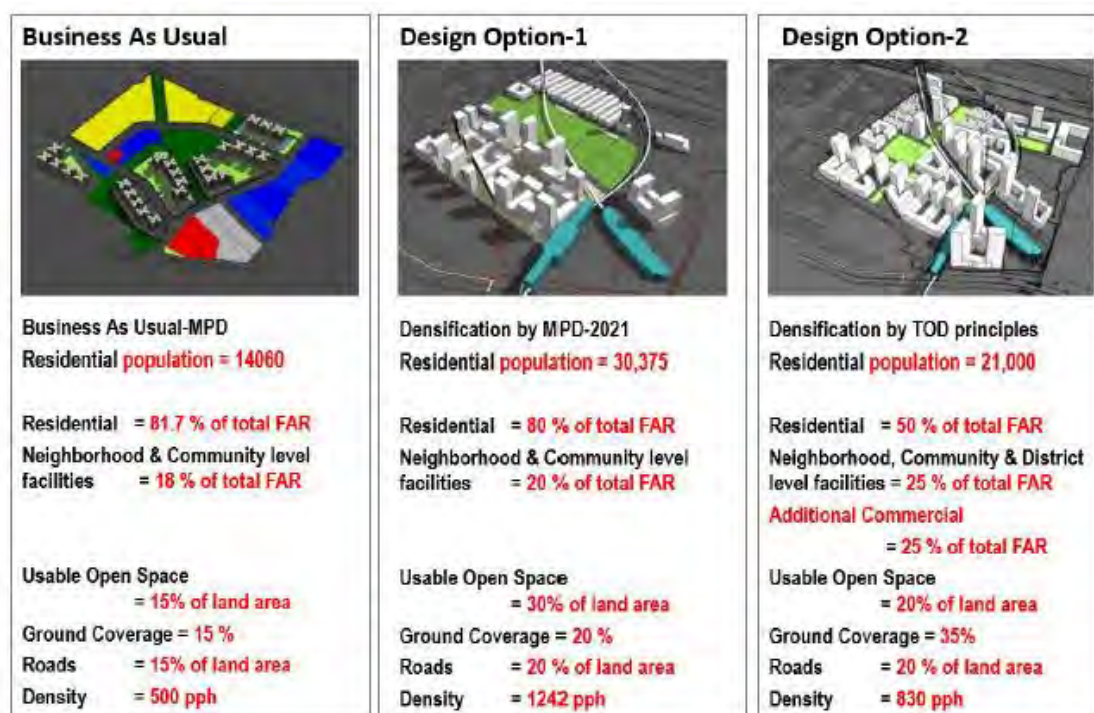 Business As Usual
Business As Usual-MPD
Residential population = 14060
Residential = 81.7 % of total FAR
Neighborhood & Community level
facilities = 18 % of total FAR
Usable Open Space
= 15% of land area
Ground Coverage = 15 %
Roads = 15% of land area
Density = 500 pph
Design Option-1
Densification by MPD-2021
Residential population = 30,375
Residential = 80 % of total FAR
Neighborhood & Community level
facilities = 20 % of total FAR
Usable Open Space
= 30% of land area
Ground Coverage = 20 %
Roads = 20 % of land area
Density = 1242 pph
Design Option-2
Densification by TOD principles
Residential population = 21,000
Residential = 50 % of total FAR
Neighborhood, Community & District
level facilities = 25 % of total FAR
Additional Commercial
= 25 % of total FAR
Usable Open Space
= 20% of land area
Ground Coverage = 35%
Roads = 20 % of land area
Density = 830 pph